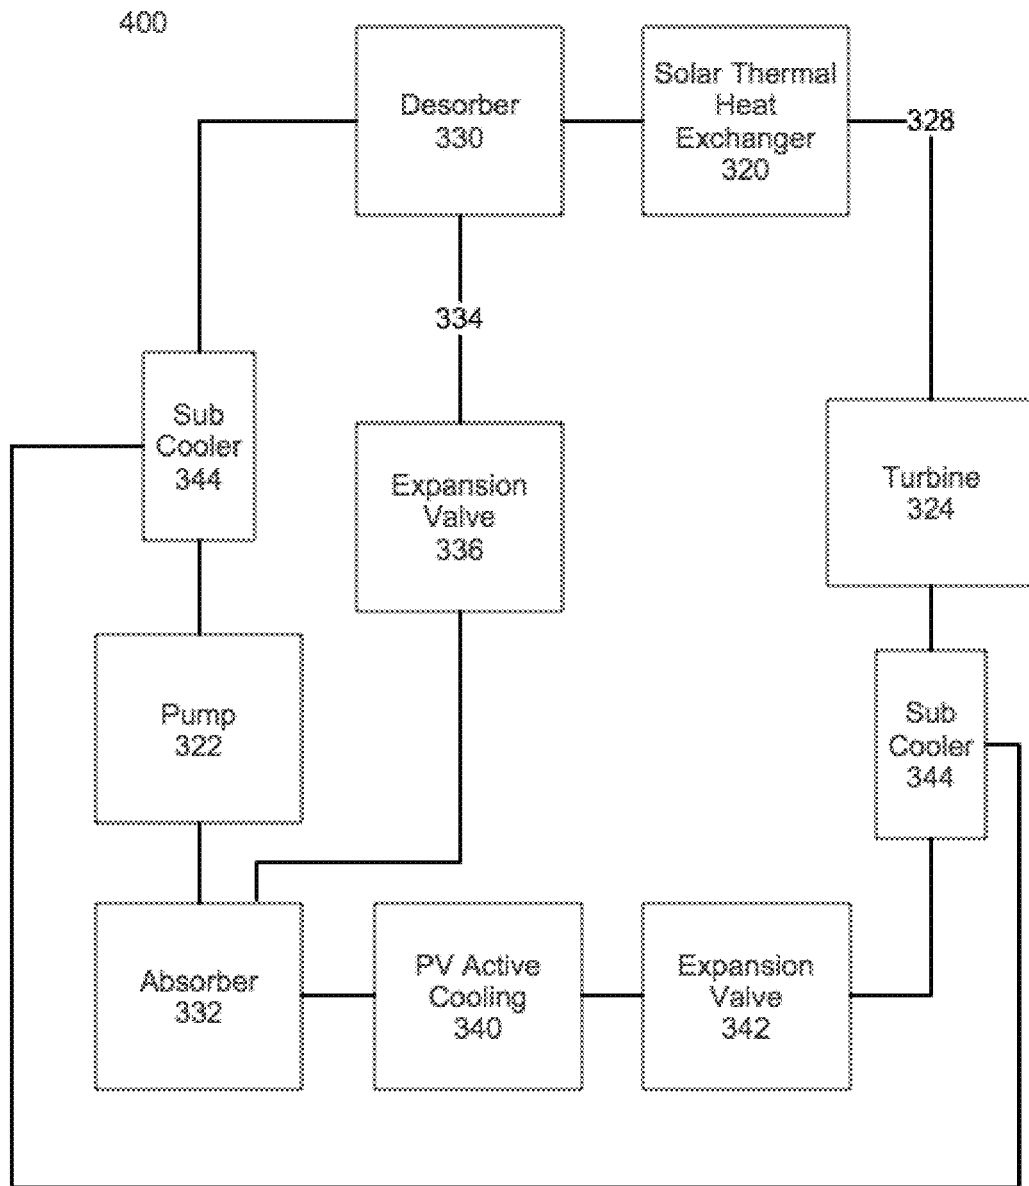 400
Desorber
330
Solar Thermal
Heat
Exchanger
320
328
334
Sub
Cooler
344
Expansion
Valve
336
Turbine
324
Pump
322
Sub
Cooler
344
Absorber
332
PV Active
Cooling
340
Expansion
Valve
342